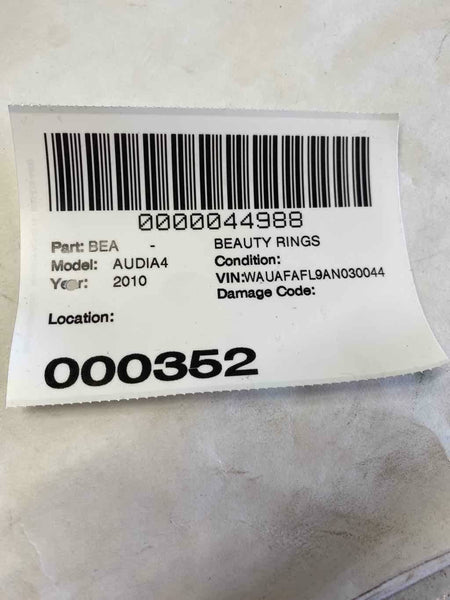 0000044988
Part: BEA - BEAUTY RINGS
Model: AUDIA4 Condition:
Year: 2010 VIN:WAUAFAFL9AN030044
Damage Code:
Location:
000352